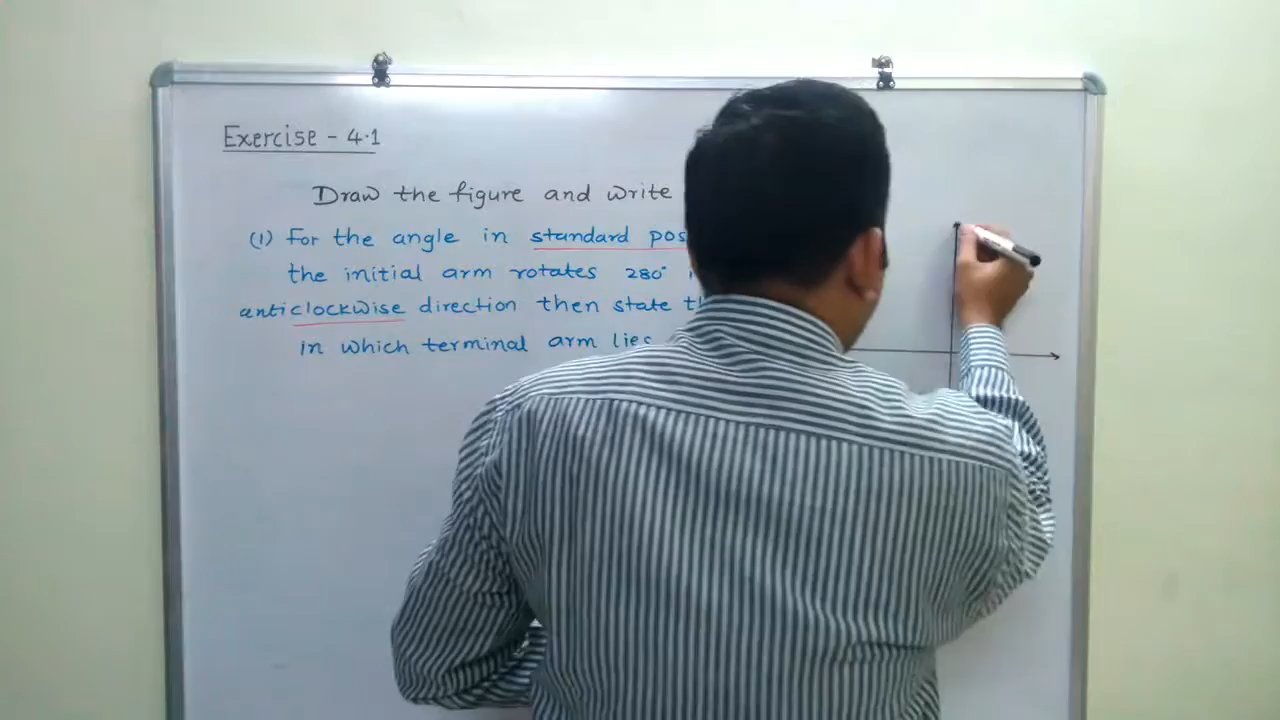 Exercise - 4.1
Draw the figure and write
(1) For the angle in standard pos
the initial arm rotates 280°
anticlockwise direction then state
in which terminal arm lies